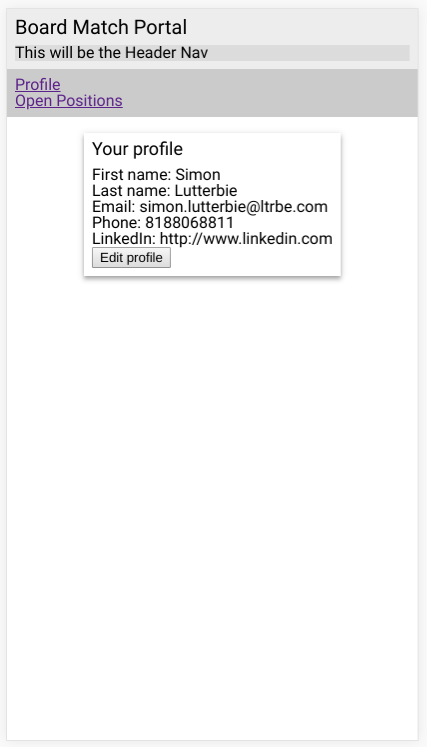 Board Match Portal
This will be the Header Nav
Profile
Open Positions
Your profile
First name: Simon
Last name: Lutterbie
Email: simon.lutterbie@ltrbe.com
Phone: 8188068811
LinkedIn: http://www.linkedin.com
Edit profile